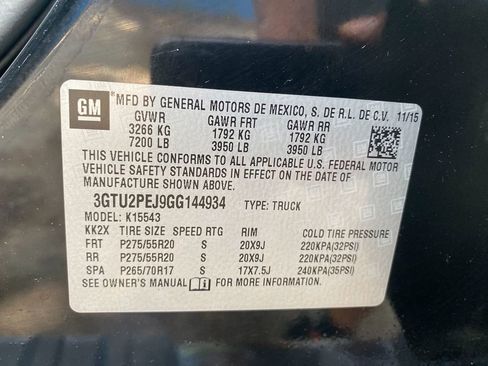 GM ® MFD BY GENERAL MOTORS DE MEXICO, S. DE R.L. DE C.V. 11/15
GVWR GAWR FRT GAWR RR
3266 KG 1792 KG 1792 KG
7200 LB 3950 LB 3950 LB
THIS VEHICLE CONFORMS TO ALL APPLICABLE U.S. FEDERAL MOTOR
VEHICLE SAFETY STANDARDS IN EFFECT ON THE DATE OF
MANUFACTURE SHOWN ABOVE.
3GTU2PEJ9GG144934 TYPE: TRUCK
MODEL: K15543
KK2X TIRE SIZE SPEED RTG RIM COLD TIRE PRESSURE
FRT P275/55R20 S 20X9J 220KPA(32PSI)
RR P275/55R20 S 20X9J 220KPA(32PSI)
SPA P265/70R17 S 17X7.5J 240KPA(35PSI)
SEE OWNER'S MANUAL FOR MORE INFORMATION.